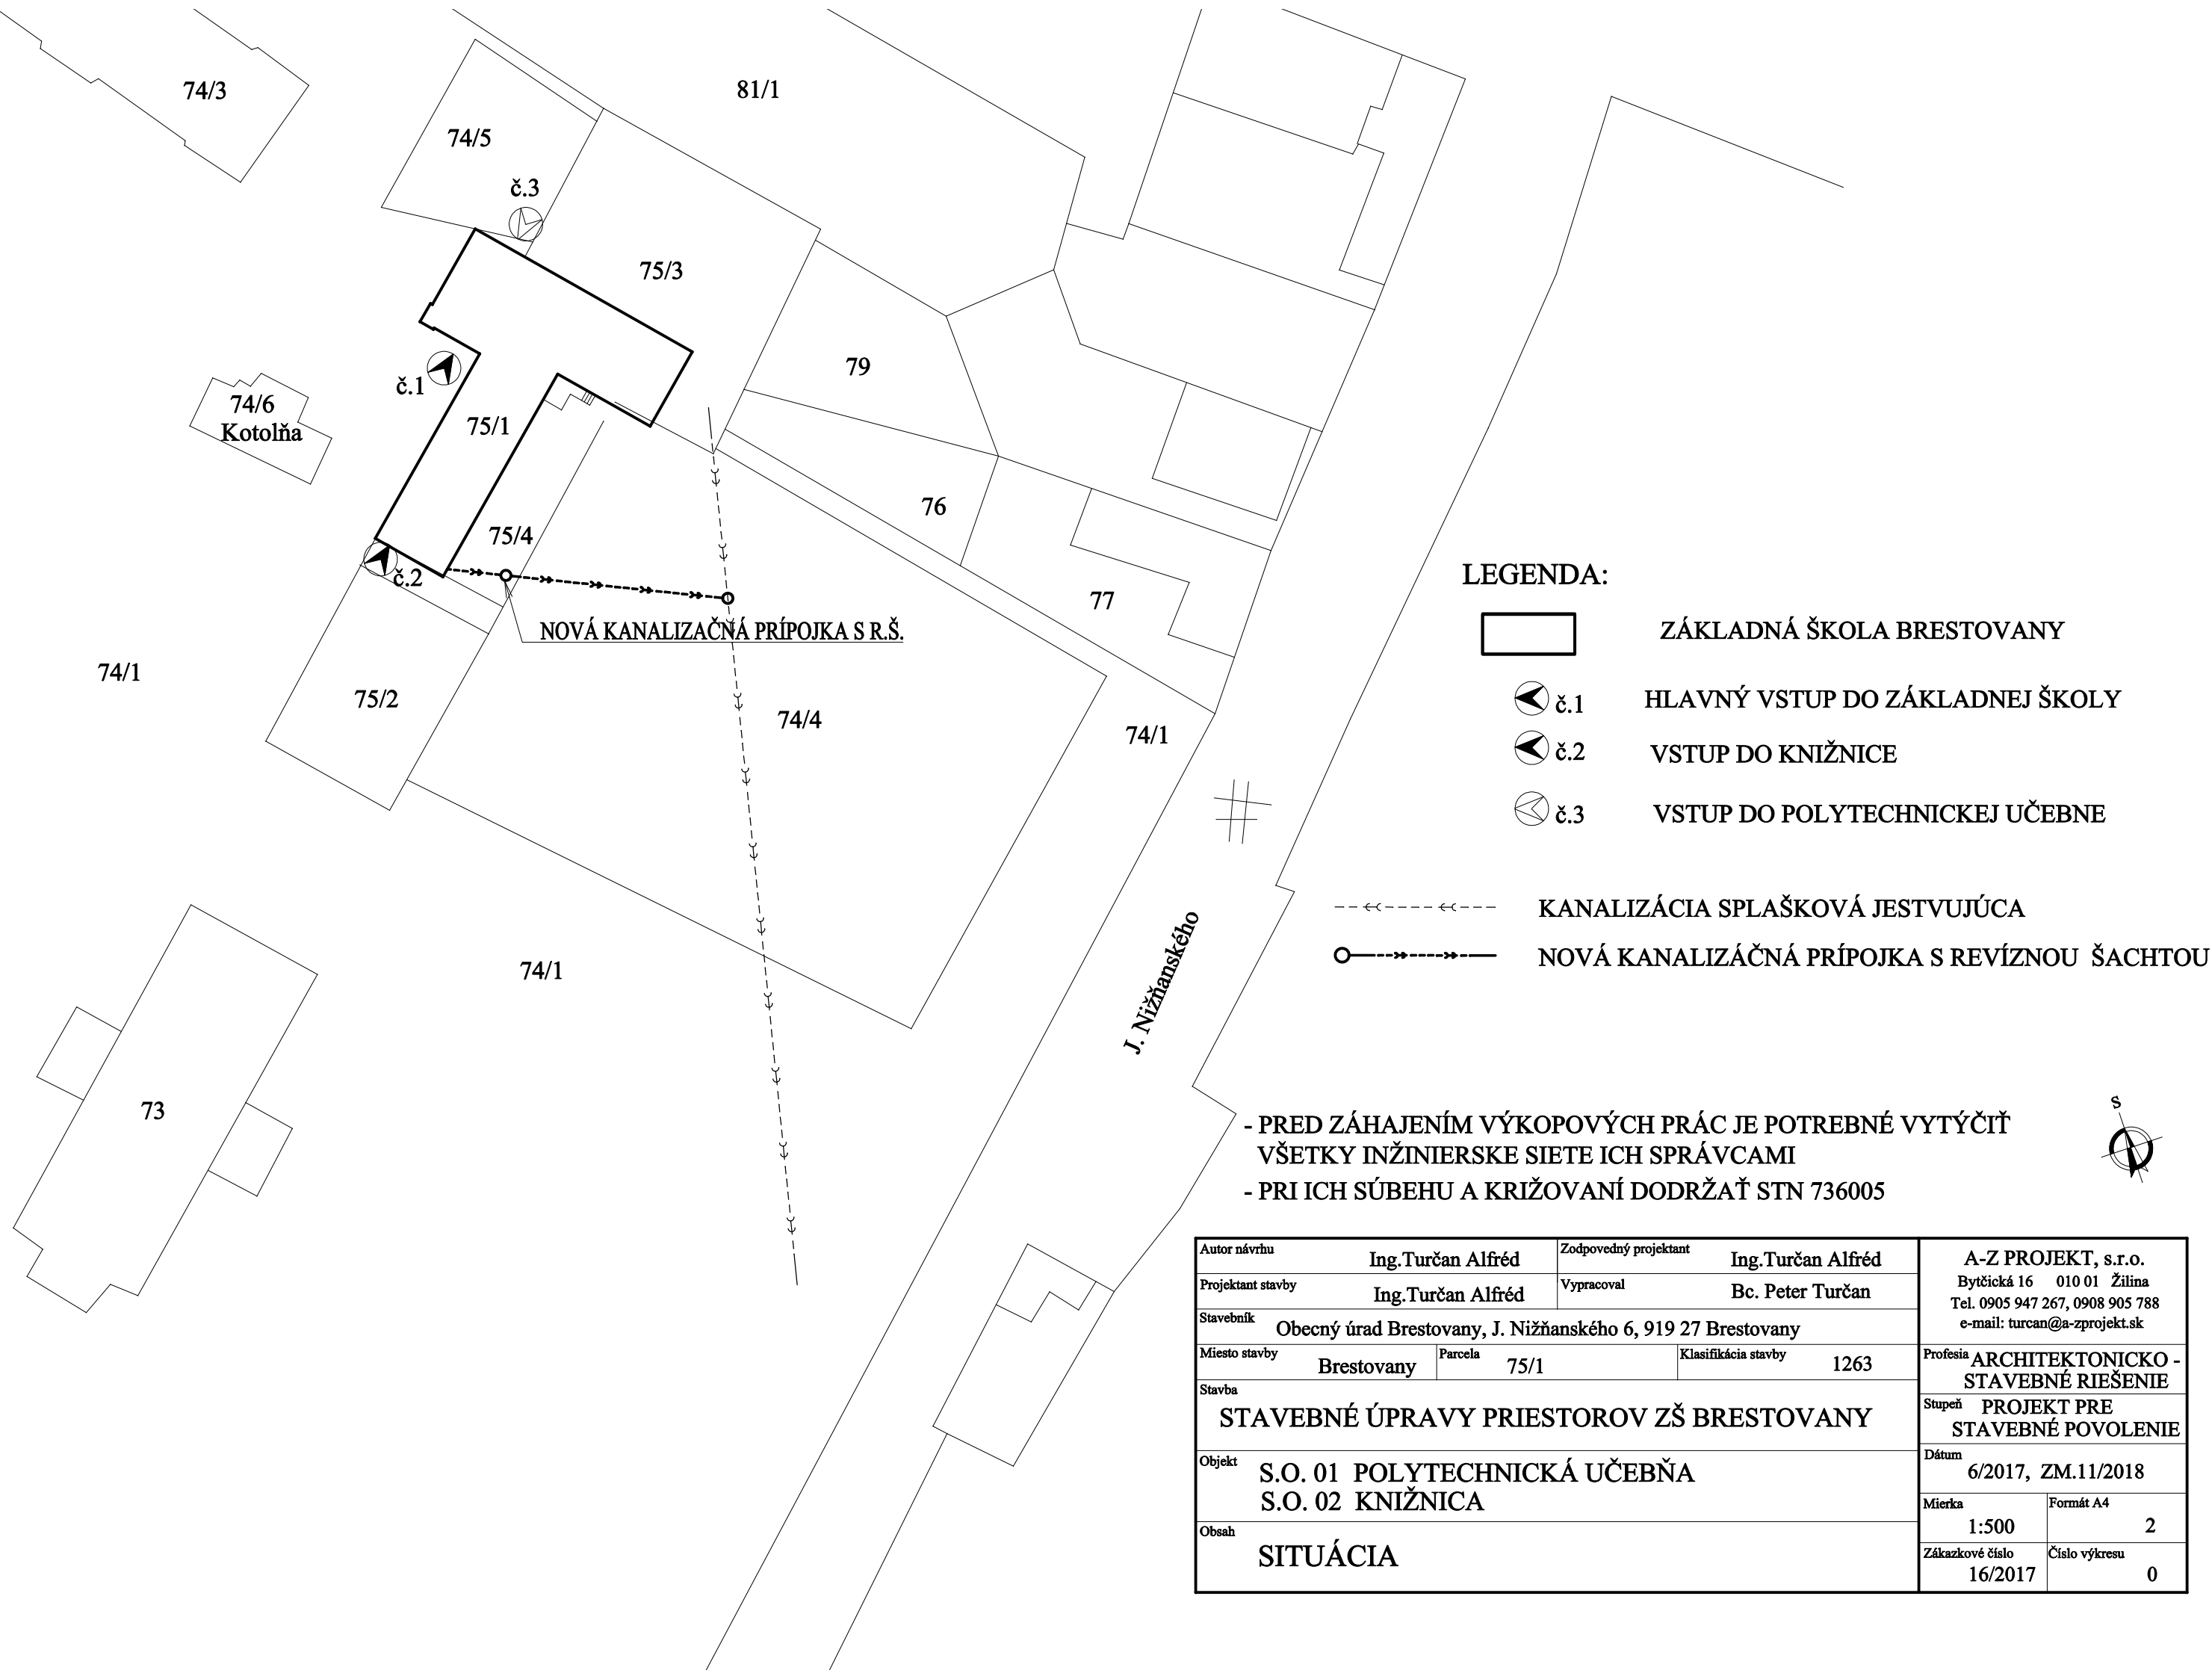 74/3
81/1
74/5
č.3
75/3
79
č.1
74/6
Kotolňa
75/1
76
75/4
č.2
77
NOVÁ KANALIZAČNÁ PRÍPOJKA S R.Š.
74/1
75/2
74/4
74/1
74/1
73
J. Nižňanského
LEGENDA:
ZÁKLADNÁ ŠKOLA BRESTOVANY
č.1 HLAVNÝ VSTUP DO ZÁKLADNEJ ŠKOLY
č.2 VSTUP DO KNIŽNICE
č.3 VSTUP DO POLYTECHNICKEJ UČEBNE
KANALIZÁCIA SPLAŠKOVÁ JESTVUJÚCA
NOVÁ KANALIZÁČNÁ PRÍPOJKA S REVÍZNOU ŠACHTOU
- PRED ZÁHAJENÍM VÝKOPOVÝCH PRÁC JE POTREBNÉ VYTÝČIŤ
VŠETKY INŽINIERSKE SIETE ICH SPRÁVCAMI
- PRI ICH SÚBEHU A KRIŽOVANÍ DODRŽAŤ STN 736005
S
Autor návrhu Ing.Turčan Alfréd
Zodpovedný projektant Ing.Turčan Alfréd
Projektant stavby Ing.Turčan Alfréd
Vypracoval Bc. Peter Turčan
Stavebník Obecný úrad Brestovany, J. Nižňanského 6, 919 27 Brestovany
Miesto stavby Brestovany
Parcela 75/1
Klasifikácia stavby 1263
Stavba
STAVEBNÉ ÚPRAVY PRIESTOROV ZŠ BRESTOVANY
Objekt S.O. 01 POLYTECHNICKÁ UČEBŇA
S.O. 02 KNIŽNICA
Obsah
SITUÁCIA
A-Z PROJEKT, s.r.o.
Bytčická 16 010 01 Žilina
Tel. 0905 947 267, 0908 905 788
e-mail: turcan@a-zprojekt.sk
Profesia ARCHITEKTONICKO -
STAVEBNÉ RIEŠENIE
Stupeň PROJEKT PRE
STAVEBNÉ POVOLENIE
Dátum
6/2017, ZM.11/2018
Mierka
1:500
Formát A4
2
Zákazkové číslo
16/2017
Číslo výkresu
0